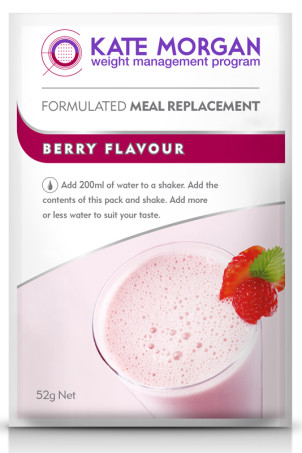 KATE MORGAN
weight management program
FORMULATED MEAL REPLACEMENT
BERRY FLAVOUR
Add 200ml of water to a shaker. Add the
contents of this pack and shake. Add more
or less water to suit your taste.
52g Net